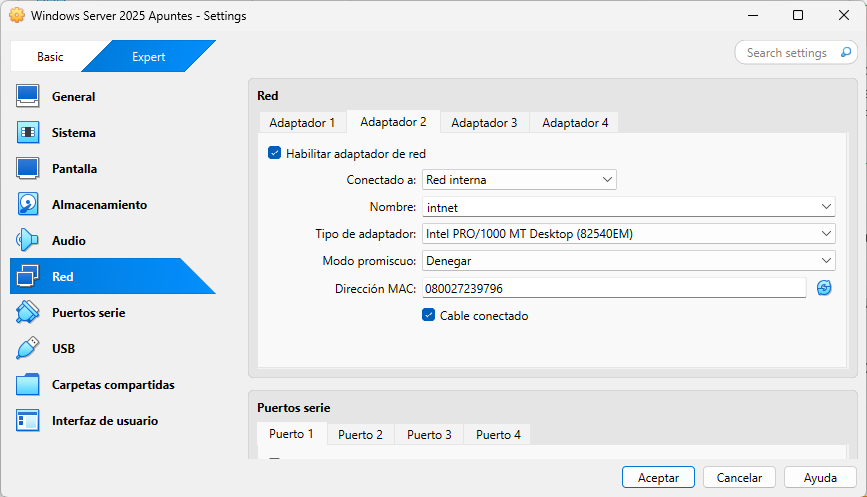 Windows Server 2025 Apuntes - Settings
Basic
Expert
Search settings
General
Sistema
Pantalla
Almacenamiento
Audio
Red
Puertos serie
USB
Carpetas compartidas
Interfaz de usuario
Red
Adaptador 1
Adaptador 2
Adaptador 3
Adaptador 4
Habilitar adaptador de red
Conectado a: Red interna
Nombre: intnet
Tipo de adaptador: Intel PRO/1000 MT Desktop (82540EM)
Modo promiscuo: Denegar
Dirección MAC: 080027239796
Cable conectado
Puertos serie
Puerto 1
Puerto 2
Puerto 3
Puerto 4
Aceptar
Cancelar
Ayuda